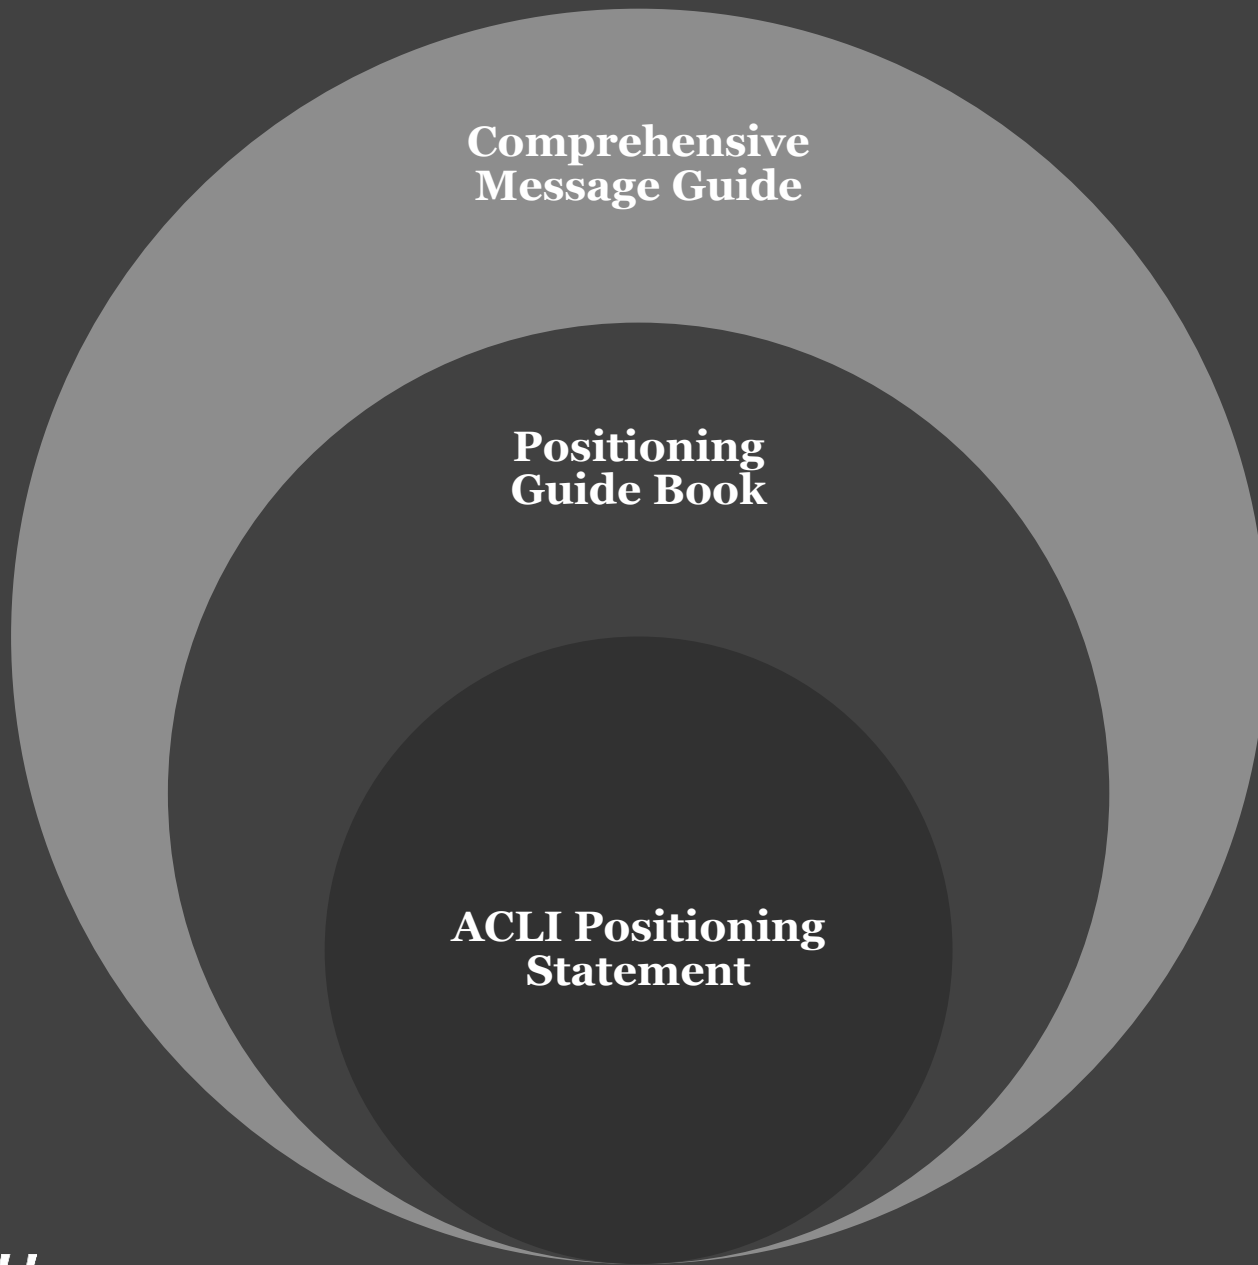 Comprehensive
Message Guide
Positioning
Guide Book
ACLI Positioning
Statement